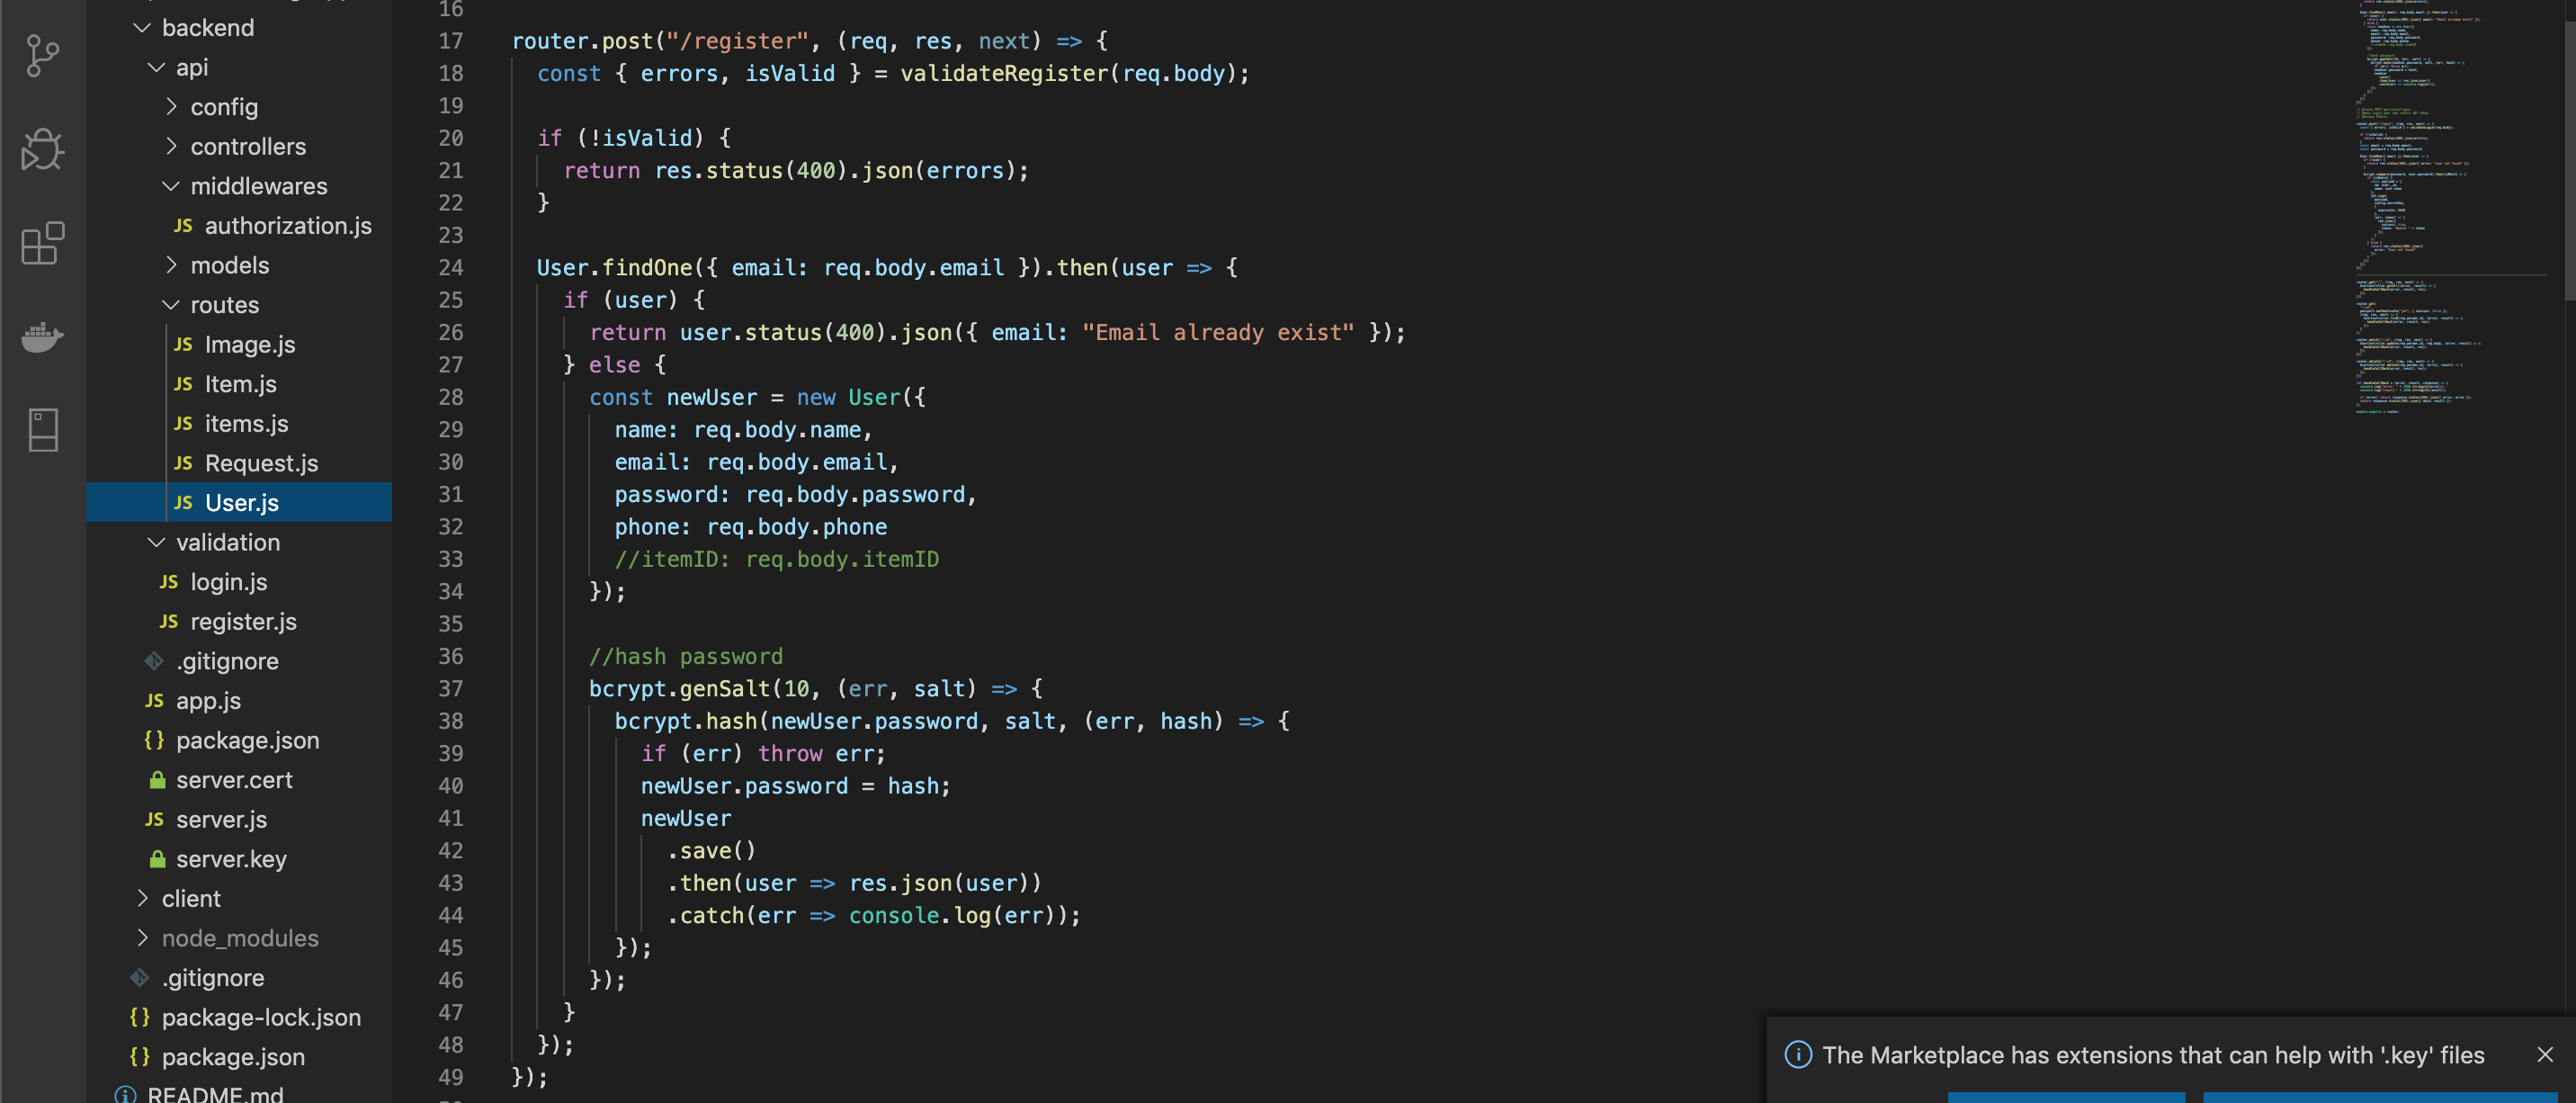 backend
api
config
controllers
middlewares
JS authorization.js
models
routes
JS Image.js
JS Item.js
JS items.js
JS Request.js
JS User.js
validation
JS login.js
JS register.js
.gitignore
JS app.js
{} package.json
server.cert
JS server.js
server.key
client
node_modules
.gitignore
{} package-lock.json
{} package.json
README.md
16
17 router.post("/register", (req, res, next) => {
18 const { errors, isValid } = validateRegister(req.body);
19
20 if (!isValid) {
21 return res.status(400).json(errors);
22 }
23
24 User.findOne({ email: req.body.email }).then(user => {
25 if (user) {
26 return user.status(400).json({ email: "Email already exist" });
27 } else {
28 const newUser = new User({
29 name: req.body.name,
30 email: req.body.email,
31 password: req.body.password,
32 phone: req.body.phone
33 //itemID: req.body.itemID
34 });
35
36 //hash password
37 bcrypt.genSalt(10, (err, salt) => {
38 bcrypt.hash(newUser.password, salt, (err, hash) => {
39 if (err) throw err;
40 newUser.password = hash;
41 newUser
42 .save()
43 .then(user => res.json(user))
44 .catch(err => console.log(err));
45 });
46 });
47 }
48 });
49 });
The Marketplace has extensions that can help with '.key' files